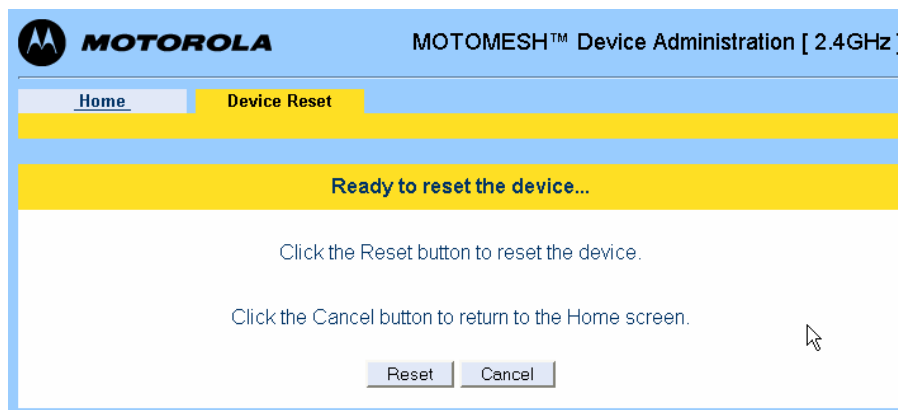 MOTOROLA
MOTOMESH™ Device Administration [ 2.4GHz ]
Home
Device Reset
Ready to reset the device...
Click the Reset button to reset the device.
Click the Cancel button to return to the Home screen.
Reset
Cancel